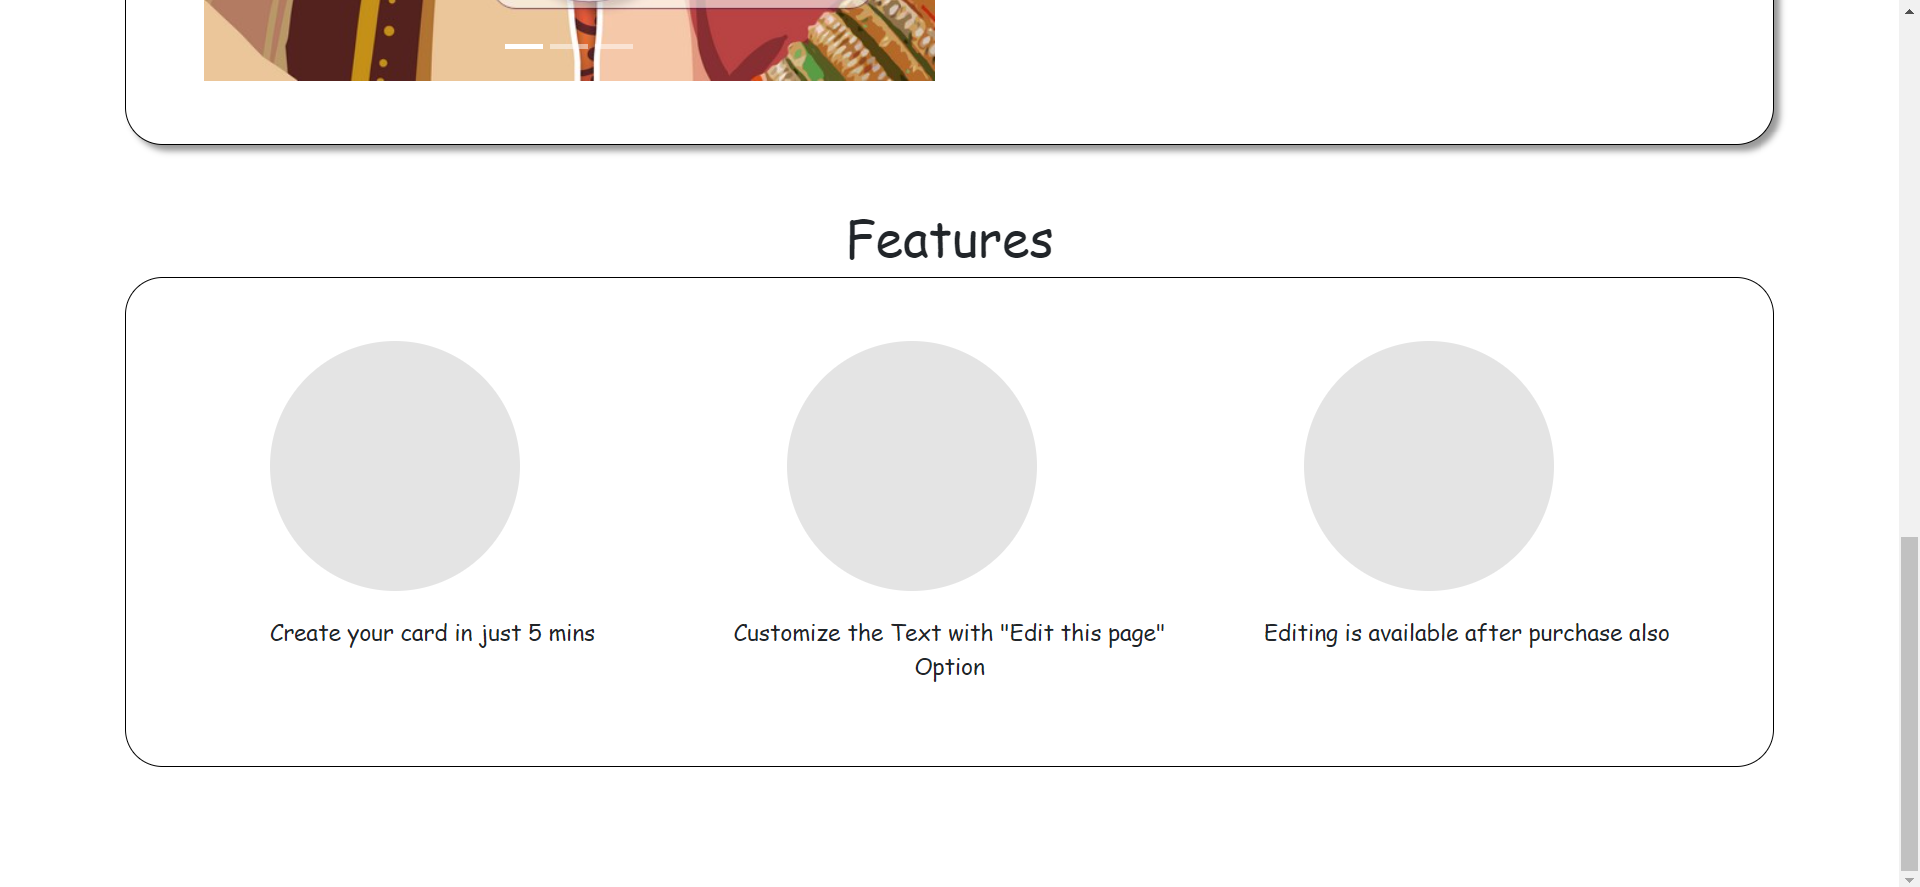 Features
Create your card in just 5 mins
Customize the Text with "Edit this page"
Option
Editing is available after purchase also